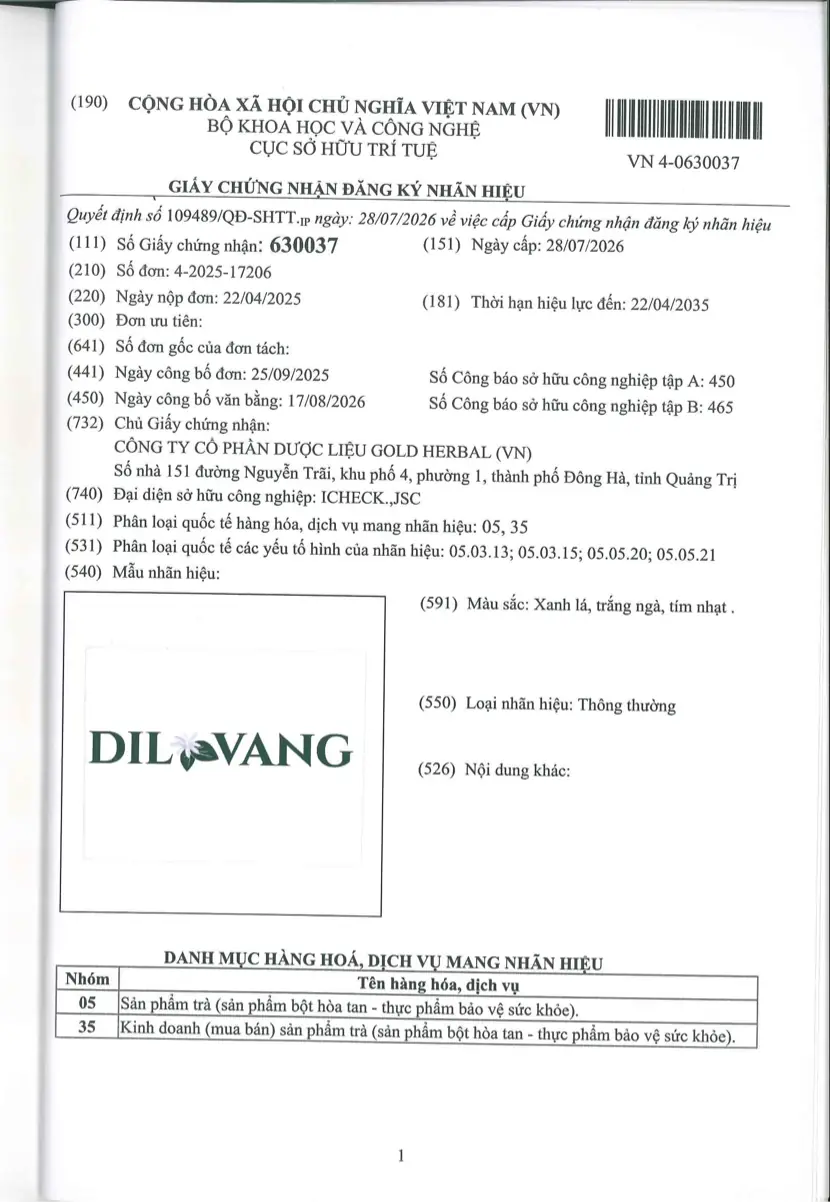 (190) CỘNG HÒA XÃ HỘI CHỦ NGHĨA VIỆT NAM (VN)
BỘ KHOA HỌC VÀ CÔNG NGHỆ
CỤC SỞ HỮU TRÍ TUỆ
VN 4-0630037
GIẤY CHỨNG NHẬN ĐĂNG KÝ NHÃN HIỆU
Quyết định số 109489/QĐ-SHTT.IP ngày: 28/07/2026 về việc cấp Giấy chứng nhận đăng ký nhãn hiệu
(111) Số Giấy chứng nhận: 630037 (151) Ngày cấp: 28/07/2026
(210) Số đơn: 4-2025-17206
(220) Ngày nộp đơn: 22/04/2025 (181) Thời hạn hiệu lực đến: 22/04/2035
(300) Đơn ưu tiên:
(641) Số đơn gốc của đơn tách:
(441) Ngày công bố đơn: 25/09/2025 Số Công báo sở hữu công nghiệp tập A: 450
(450) Ngày công bố văn bằng: 17/08/2026 Số Công báo sở hữu công nghiệp tập B: 465
(732) Chủ Giấy chứng nhận:
CÔNG TY CỔ PHẦN DƯỢC LIỆU GOLD HERBAL (VN)
Số nhà 151 đường Nguyễn Trãi, khu phố 4, phường 1, thành phố Đông Hà, tỉnh Quảng Trị
(740) Đại diện sở hữu công nghiệp: ICHECK.,JSC
(511) Phân loại quốc tế hàng hóa, dịch vụ mang nhãn hiệu: 05, 35
(531) Phân loại quốc tế các yếu tố hình của nhãn hiệu: 05.03.13; 05.03.15; 05.05.20; 05.05.21
(540) Mẫu nhãn hiệu:
(591) Màu sắc: Xanh lá, trắng ngà, tím nhạt .
(550) Loại nhãn hiệu: Thông thường
DIL VANG
(526) Nội dung khác:
DANH MỤC HÀNG HOÁ, DỊCH VỤ MANG NHÃN HIỆU
Nhóm Tên hàng hóa, dịch vụ
05 Sản phẩm trà (sản phẩm bột hòa tan - thực phẩm bảo vệ sức khỏe).
35 Kinh doanh (mua bán) sản phẩm trà (sản phẩm bột hòa tan - thực phẩm bảo vệ sức khỏe).
1